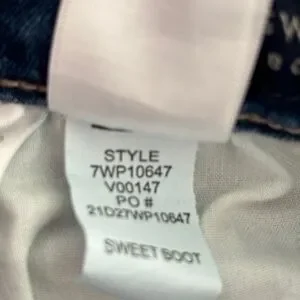 STYLE
7WP10647
V00147
PO #
21D27WP10647
SWEET BOOT